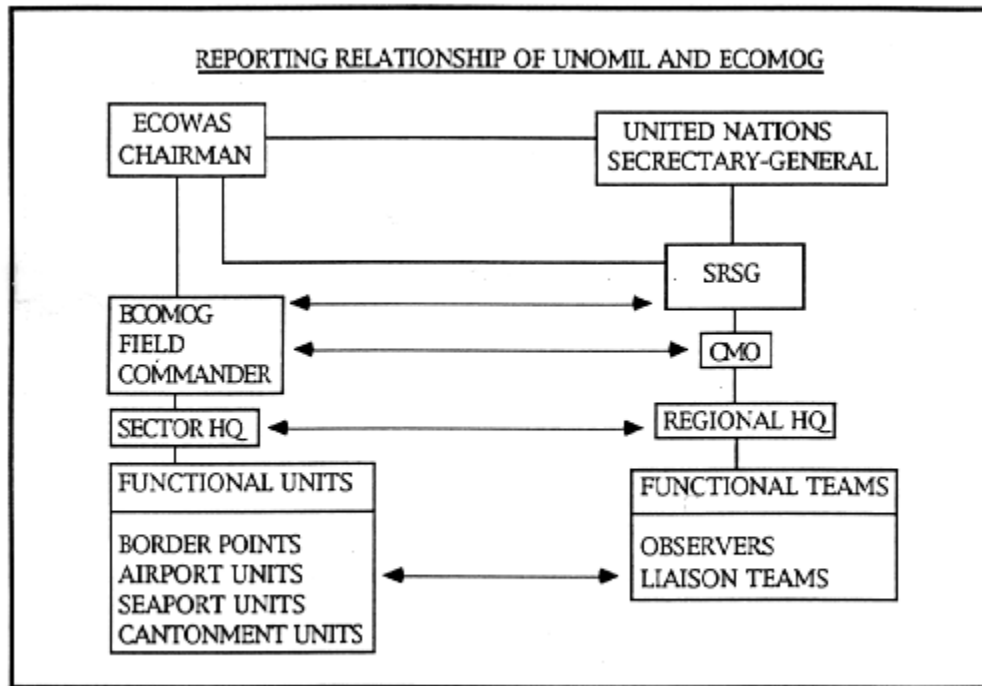 REPORTING RELATIONSHIP OF UNOMIL AND ECOMOG
ECOWAS
CHAIRMAN
UNITED NATIONS
SECRECTARY-GENERAL
SRSG
ECOMOG
FIELD
COMMANDER
CMO
SECTOR HQ
REGIONAL HQ
FUNCTIONAL UNITS
BORDER POINTS
AIRPORT UNITS
SEAPORT UNITS
CANTONMENT UNITS
FUNCTIONAL TEAMS
OBSERVERS
LIAISON TEAMS